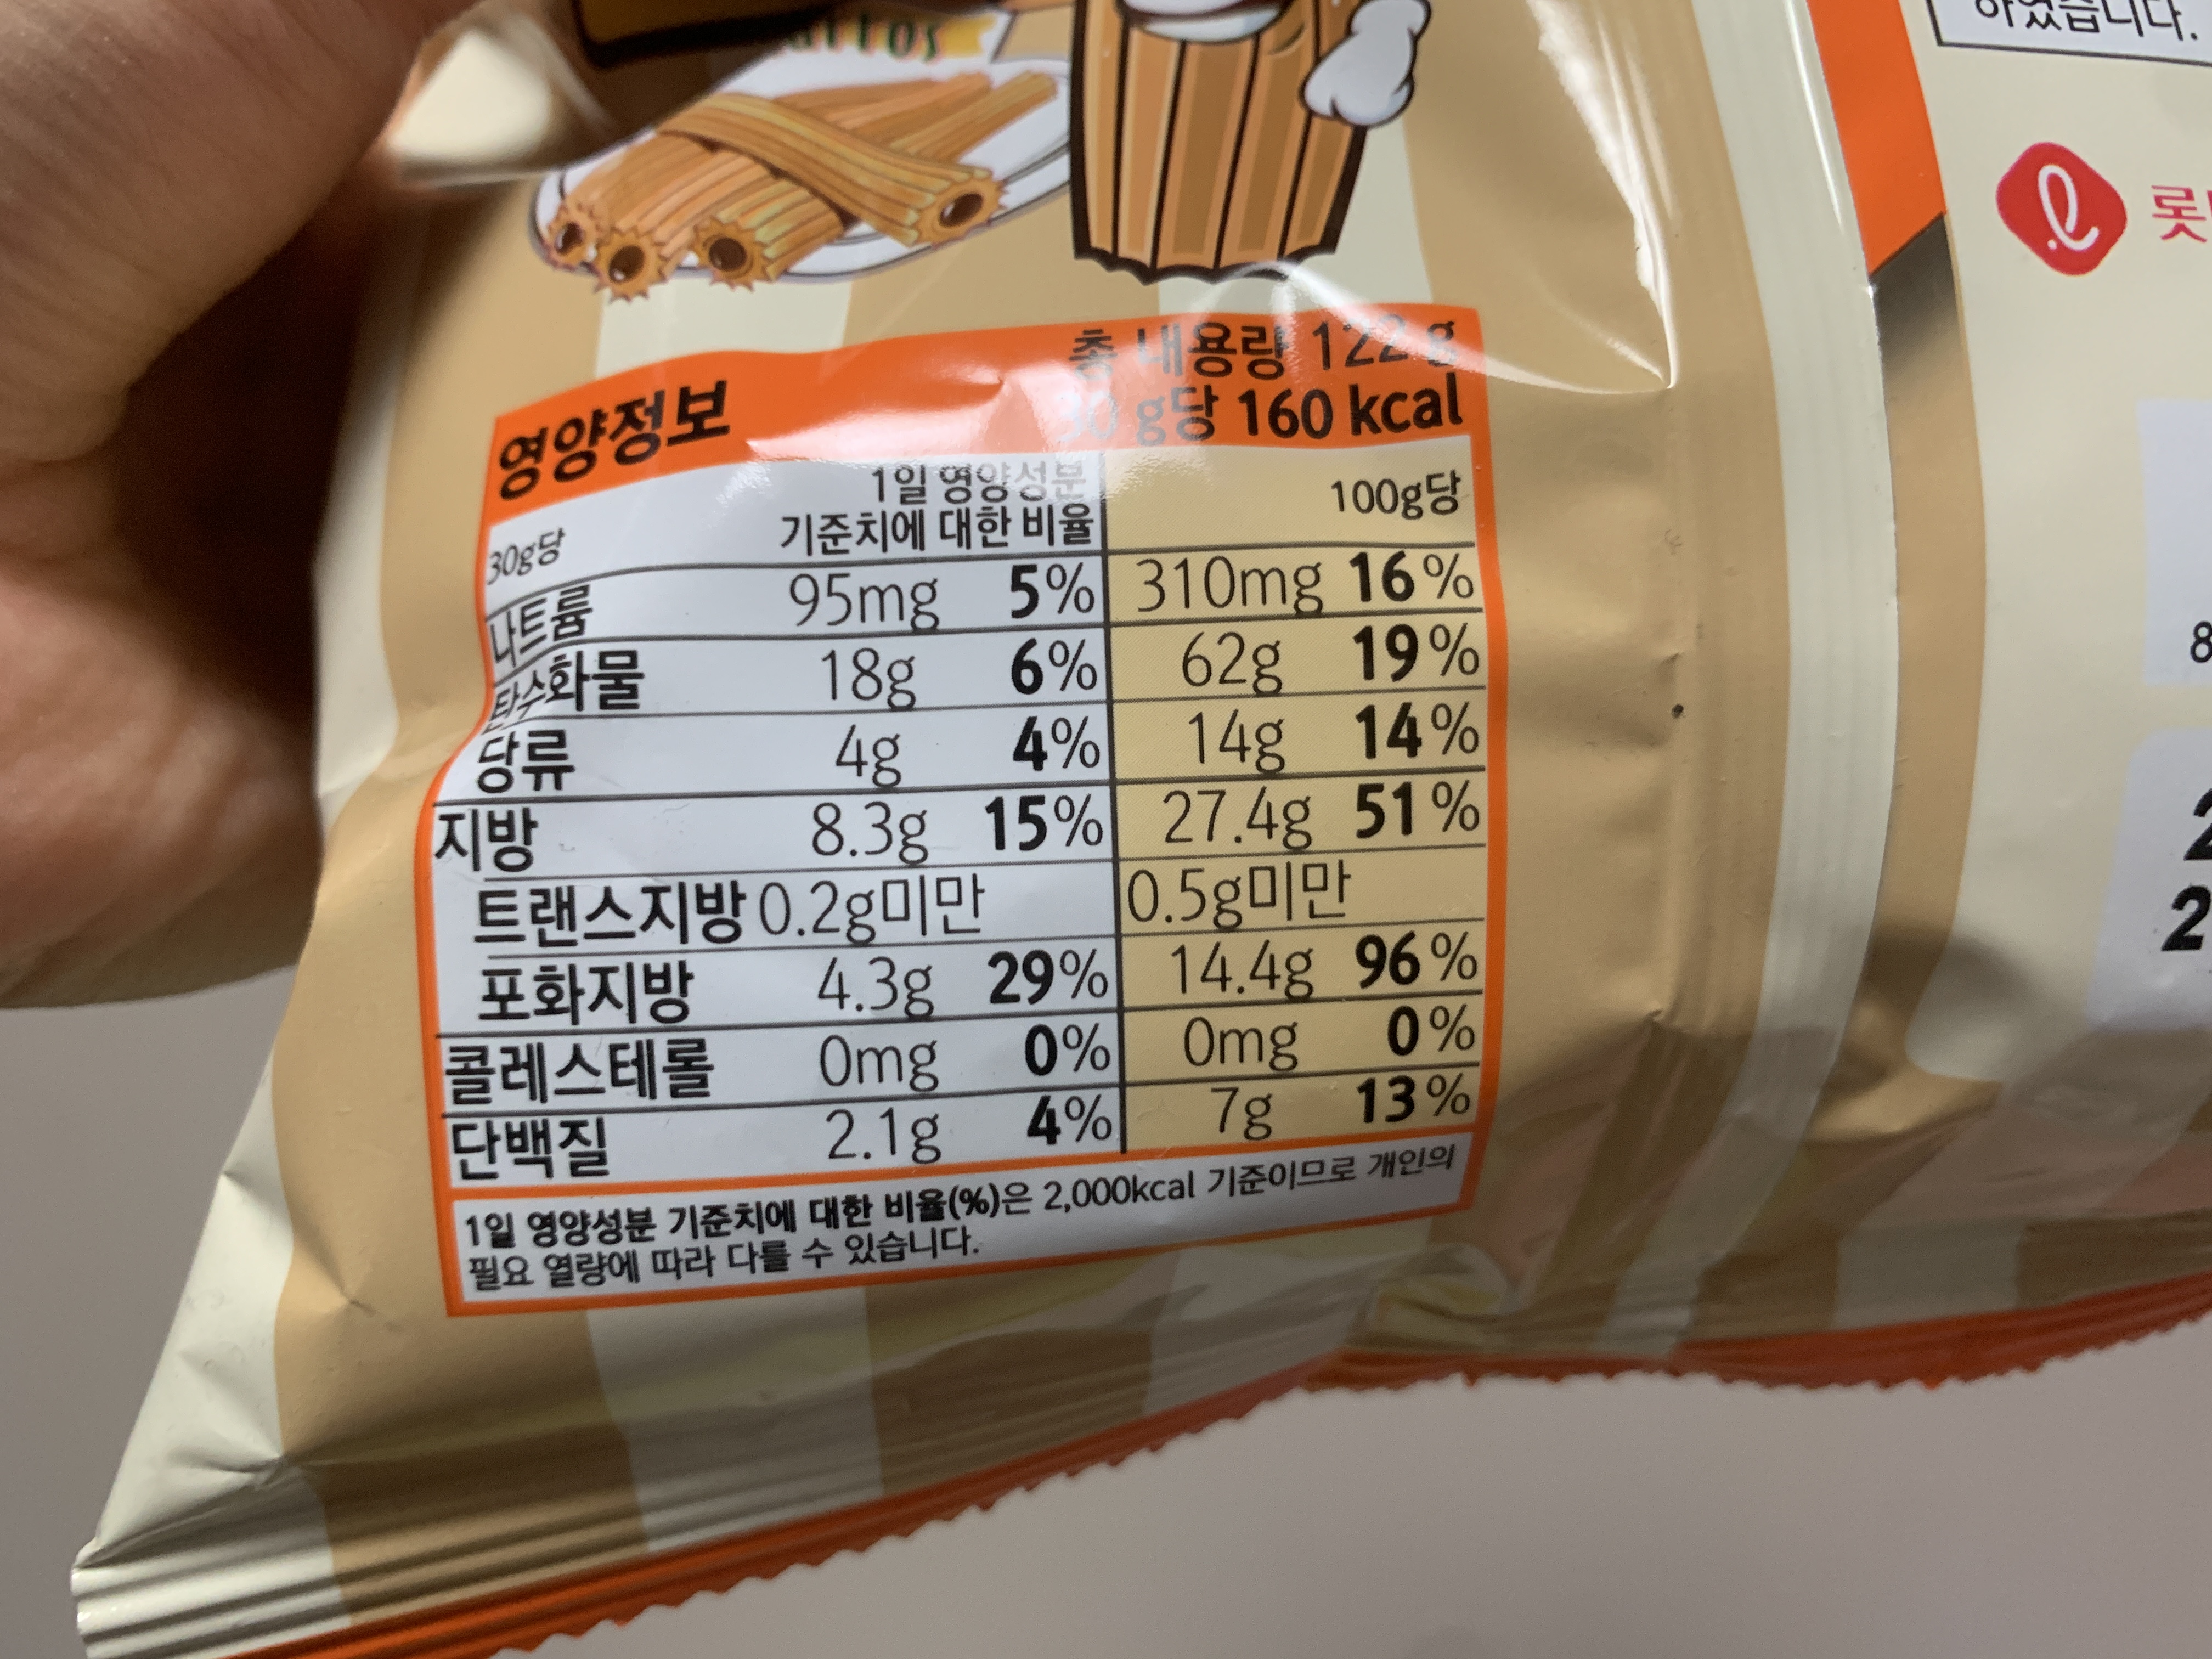 하였습니다.
영양정보
총 내용량 122 g
30 g당 160 kcal
30g당 1일 영양성분 기준치에 대한 비율 100g당
나트륨 95mg 5% 310mg 16%
탄수화물 18g 6% 62g 19%
당류 4g 4% 14g 14%
지방 8.3g 15% 27.4g 51%
트랜스지방 0.2g미만 0.5g미만
포화지방 4.3g 29% 14.4g 96%
콜레스테롤 0mg 0% 0mg 0%
단백질 2.1g 4% 7g 13%
1일 영양성분 기준치에 대한 비율(%)은 2,000kcal 기준이므로 개인의
필요 열량에 따라 다를 수 있습니다.